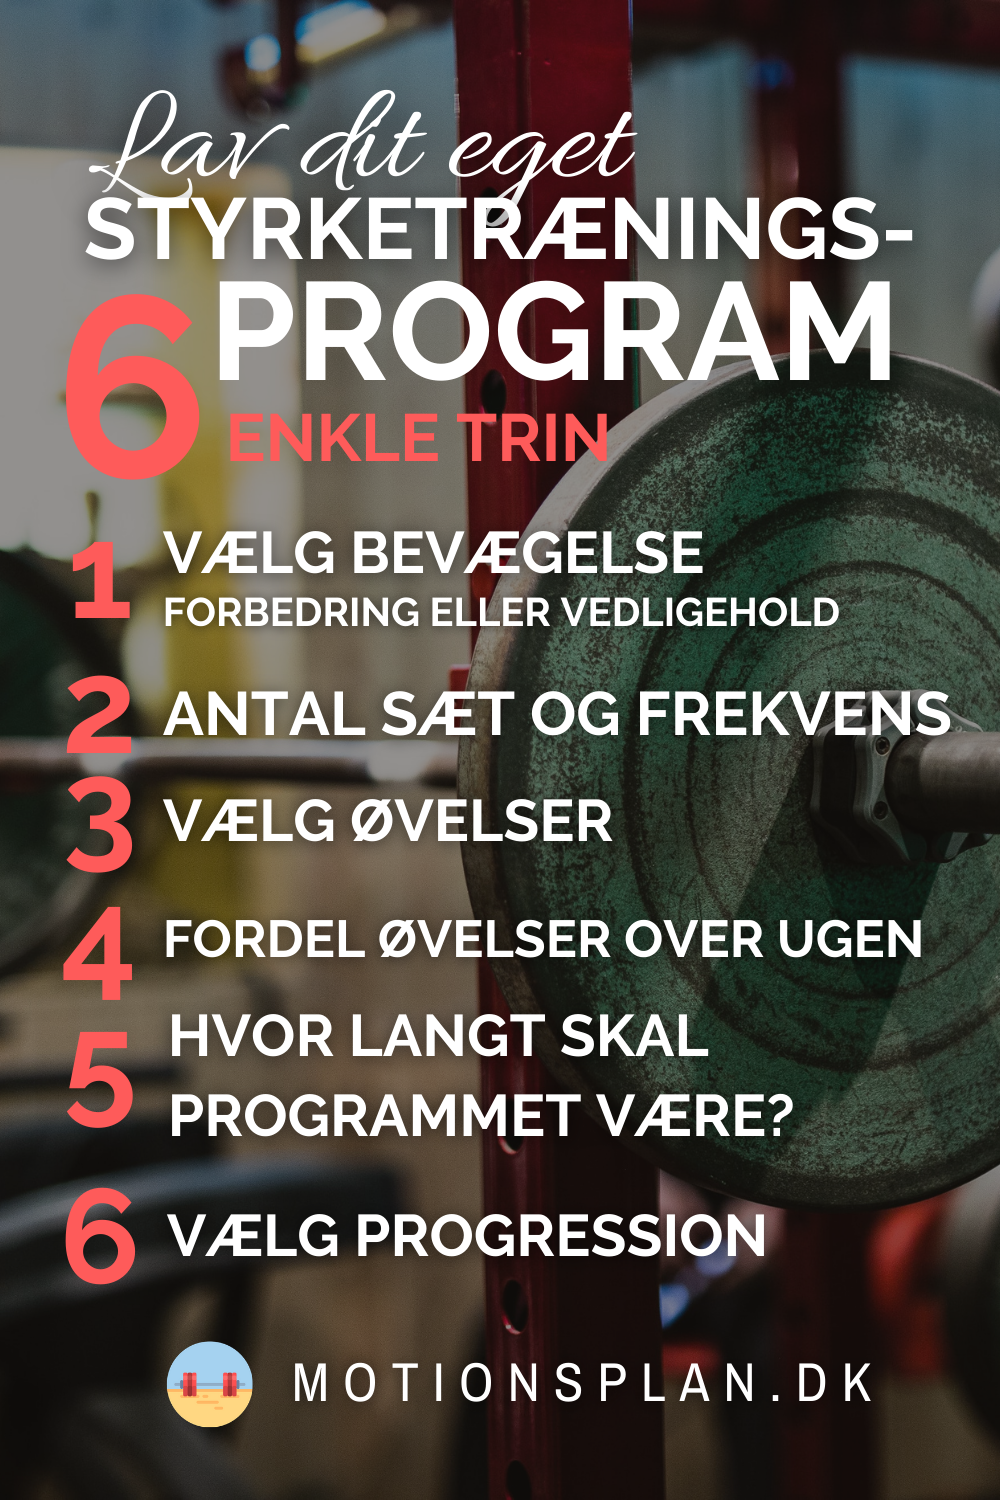 Lav dit eget
STYRKETRÆNINGS-
PROGRAM
6 ENKLE TRIN
1 VÆLG BEVÆGELSE
FORBEDRING ELLER VEDLIGEHOLD
2 ANTAL SÆT OG FREKVENS
3 VÆLG ØVELSER
4 FORDEL ØVELSER OVER UGEN
5 HVOR LANGT SKAL
PROGRAMMET VÆRE?
6 VÆLG PROGRESSION
MOTIONSPLAN.DK